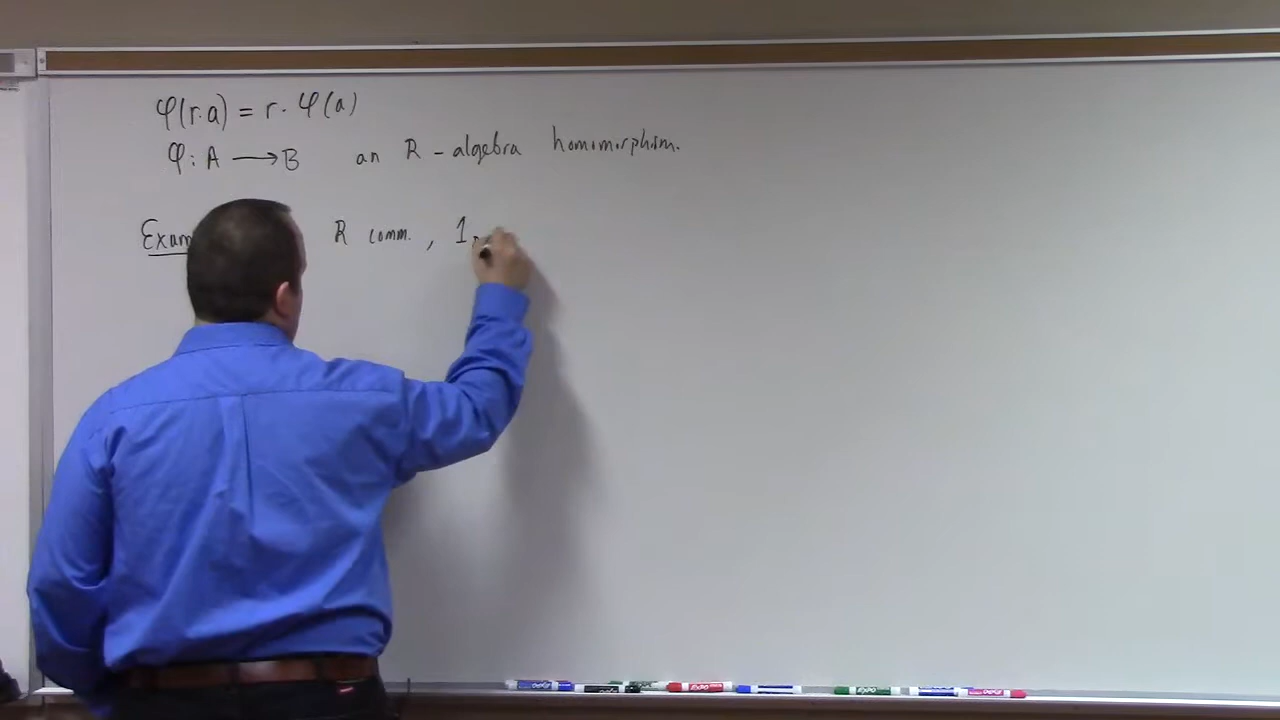 φ(r·a) = r · φ(a)
φ : A ⟶ B an R - algebra homomorphism.
Exam R comm. , 1